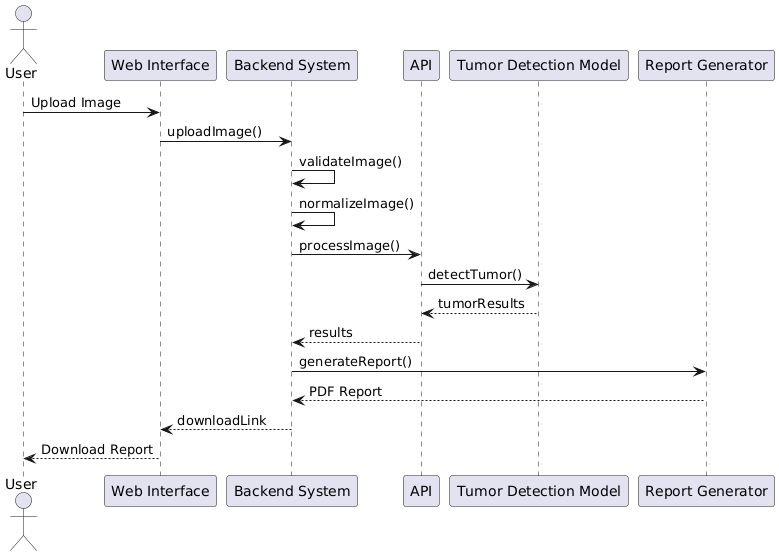 User
Web Interface
Backend System
API
Tumor Detection Model
Report Generator
Upload Image
uploadImage()
validateImage()
normalizeImage()
processImage()
detectTumor()
tumorResults
results
generateReport()
PDF Report
downloadLink
Download Report
User
Web Interface
Backend System
API
Tumor Detection Model
Report Generator